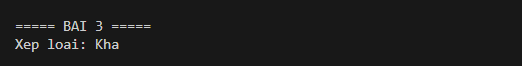 ===== BAI 3 =====
Xep loai: Kha